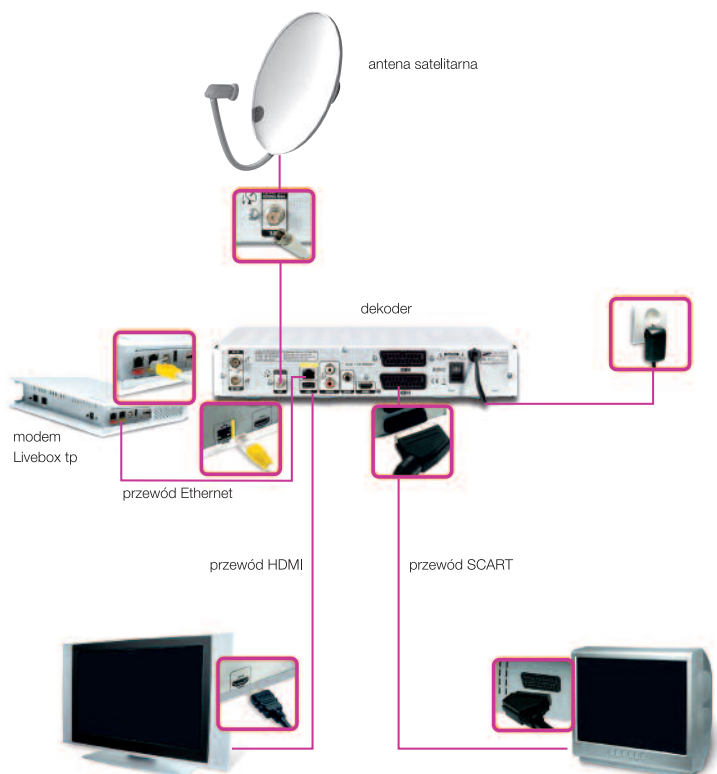 antena satelitarna
dekoder
modem
Livebox tp
przewód Ethernet
przewód HDMI
przewód SCART